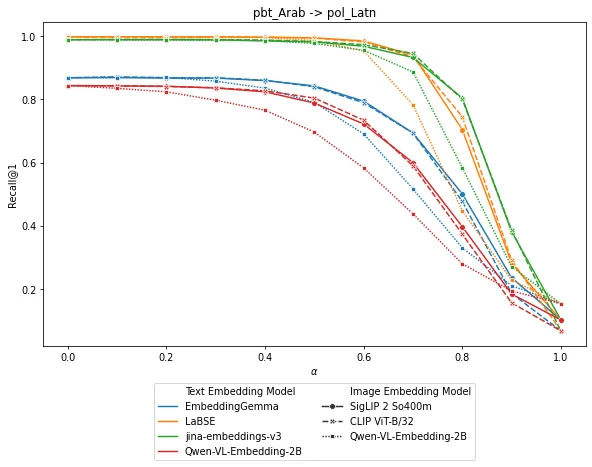 pbt_Arab -> pol_Latn
1.0
0.8
0.6
0.4
0.2
Recall@1
0.0 0.2 0.4 0.6 0.8 1.0
α
Text Embedding Model Image Embedding Model
EmbeddingGemma SigLIP 2 So400m
LaBSE CLIP ViT-B/32
jina-embeddings-v3 Qwen-VL-Embedding-2B
Qwen-VL-Embedding-2B